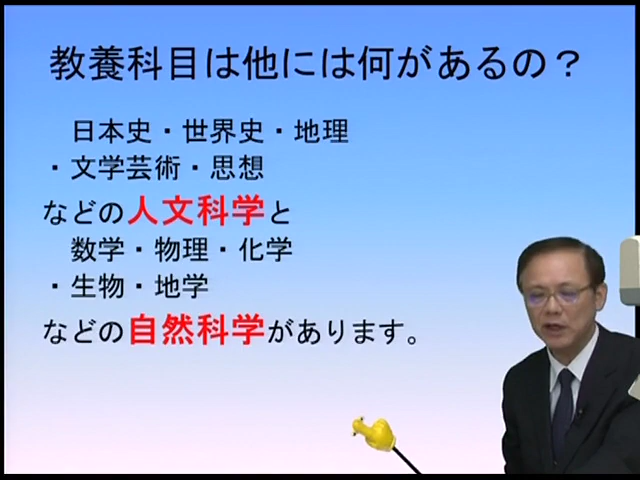 教養科目は他には何があるの？
日本史・世界史・地理
・文学芸術・思想
などの人文科学と
数学・物理・化学
・生物・地学
などの自然科学があります。